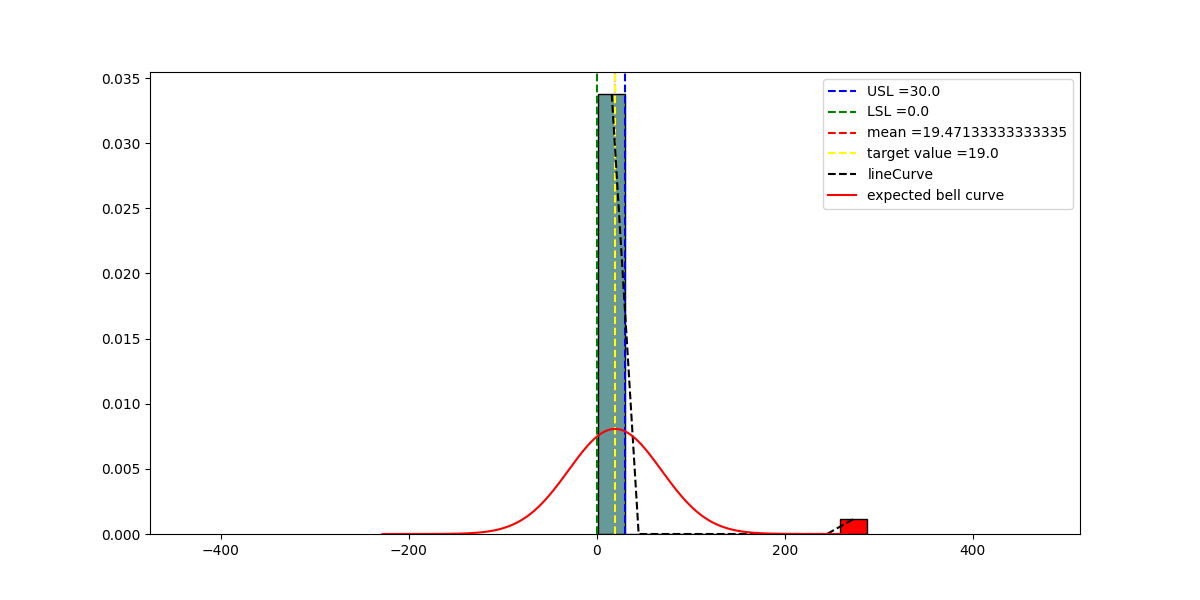 0.035
0.030
0.025
0.020
0.015
0.010
0.005
0.000
−400
−200
0
200
400
USL =30.0
LSL =0.0
mean =19.47133333333335
target value =19.0
lineCurve
expected bell curve